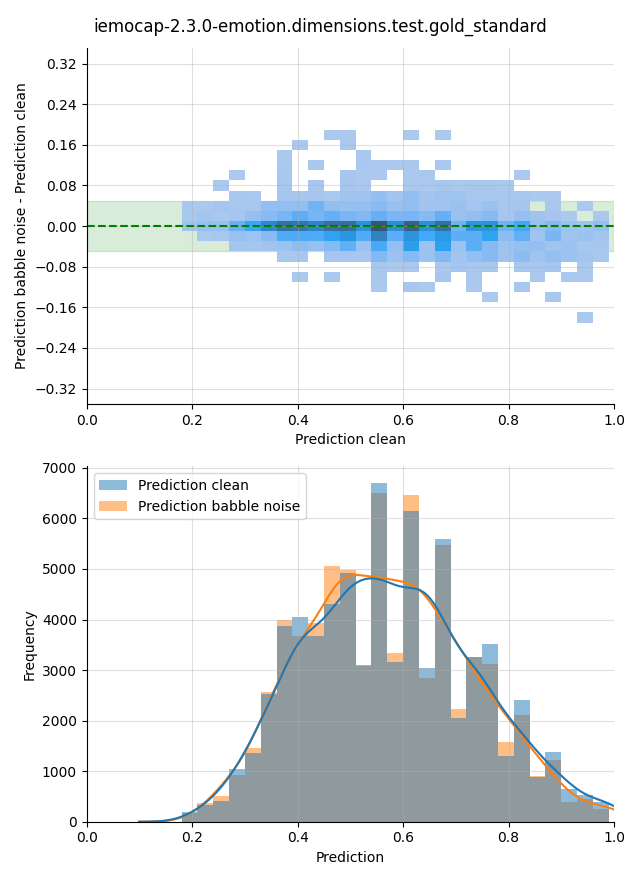 iemocap-2.3.0-emotion.dimensions.test.gold_standard
Prediction babble noise - Prediction clean
0.32
0.24
0.16
0.08
0.00
−0.08
−0.16
−0.24
−0.32
0.0 0.2 0.4 0.6 0.8 1.0
Prediction clean
Frequency
7000
6000
5000
4000
3000
2000
1000
0
Prediction clean
Prediction babble noise
0.0 0.2 0.4 0.6 0.8 1.0
Prediction